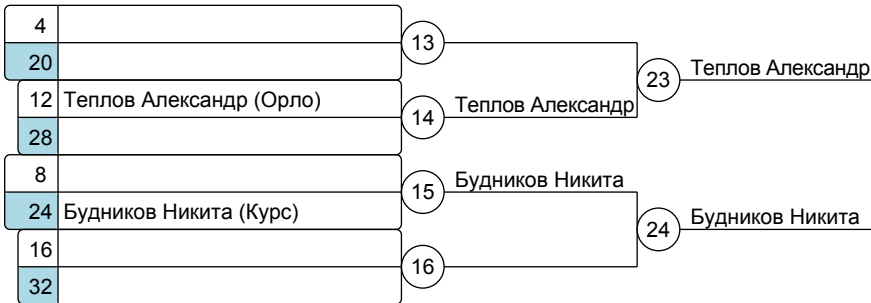 4
13
20
23
Теплов Александр
12 Теплов Александр (Орло)
14
Теплов Александр
28
8
15
Будников Никита
24 Будников Никита (Курс)
24
Будников Никита
16
16
32